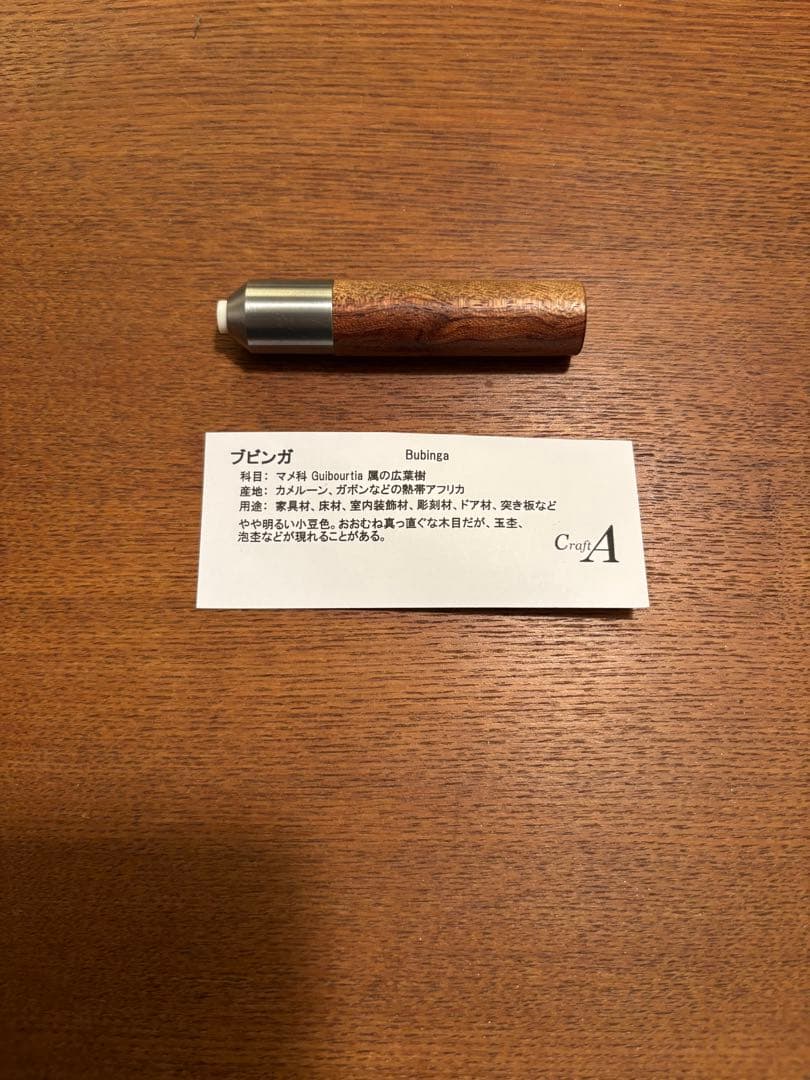 ブビンガ Bubinga
科目： マメ科 Guibourtia 属の広葉樹
産地： カメルーン、ガボンなどの熱帯アフリカ
用途： 家具材、床材、室内装飾材、彫刻材、ドア材、突き板など
やや明るい小豆色。おおむね真っ直ぐな木目だが、玉杢、
泡杢などが現れることがある。
Craft A